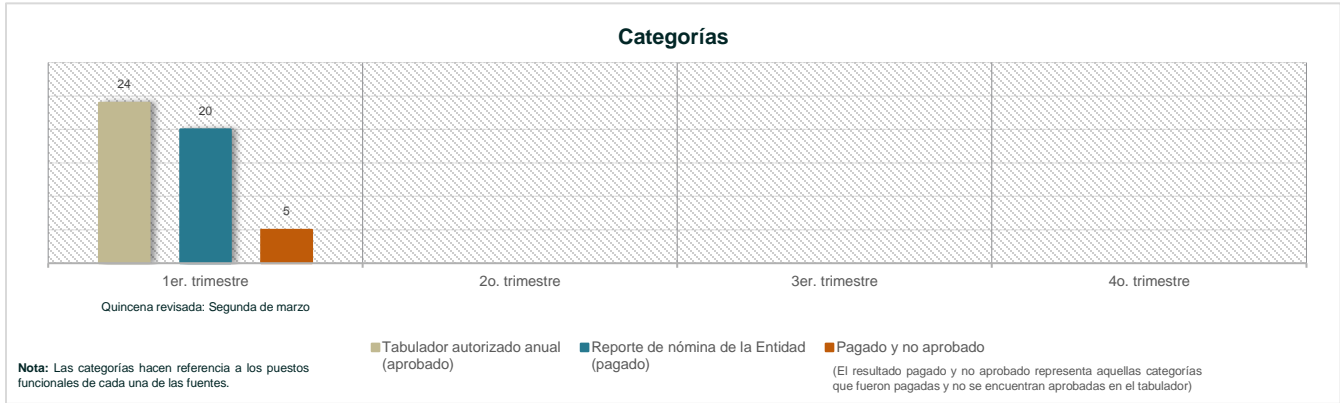 Categorías
24
20
5
1er. trimestre
2o. trimestre
3er. trimestre
4o. trimestre
Quincena revisada: Segunda de marzo
Tabulador autorizado anual
(aprobado)
Reporte de nómina de la Entidad
(pagado)
Pagado y no aprobado
(El resultado pagado y no aprobado representa aquellas categorías
que fueron pagadas y no se encuentran aprobadas en el tabulador)
Nota: Las categorías hacen referencia a los puestos
funcionales de cada una de las fuentes.